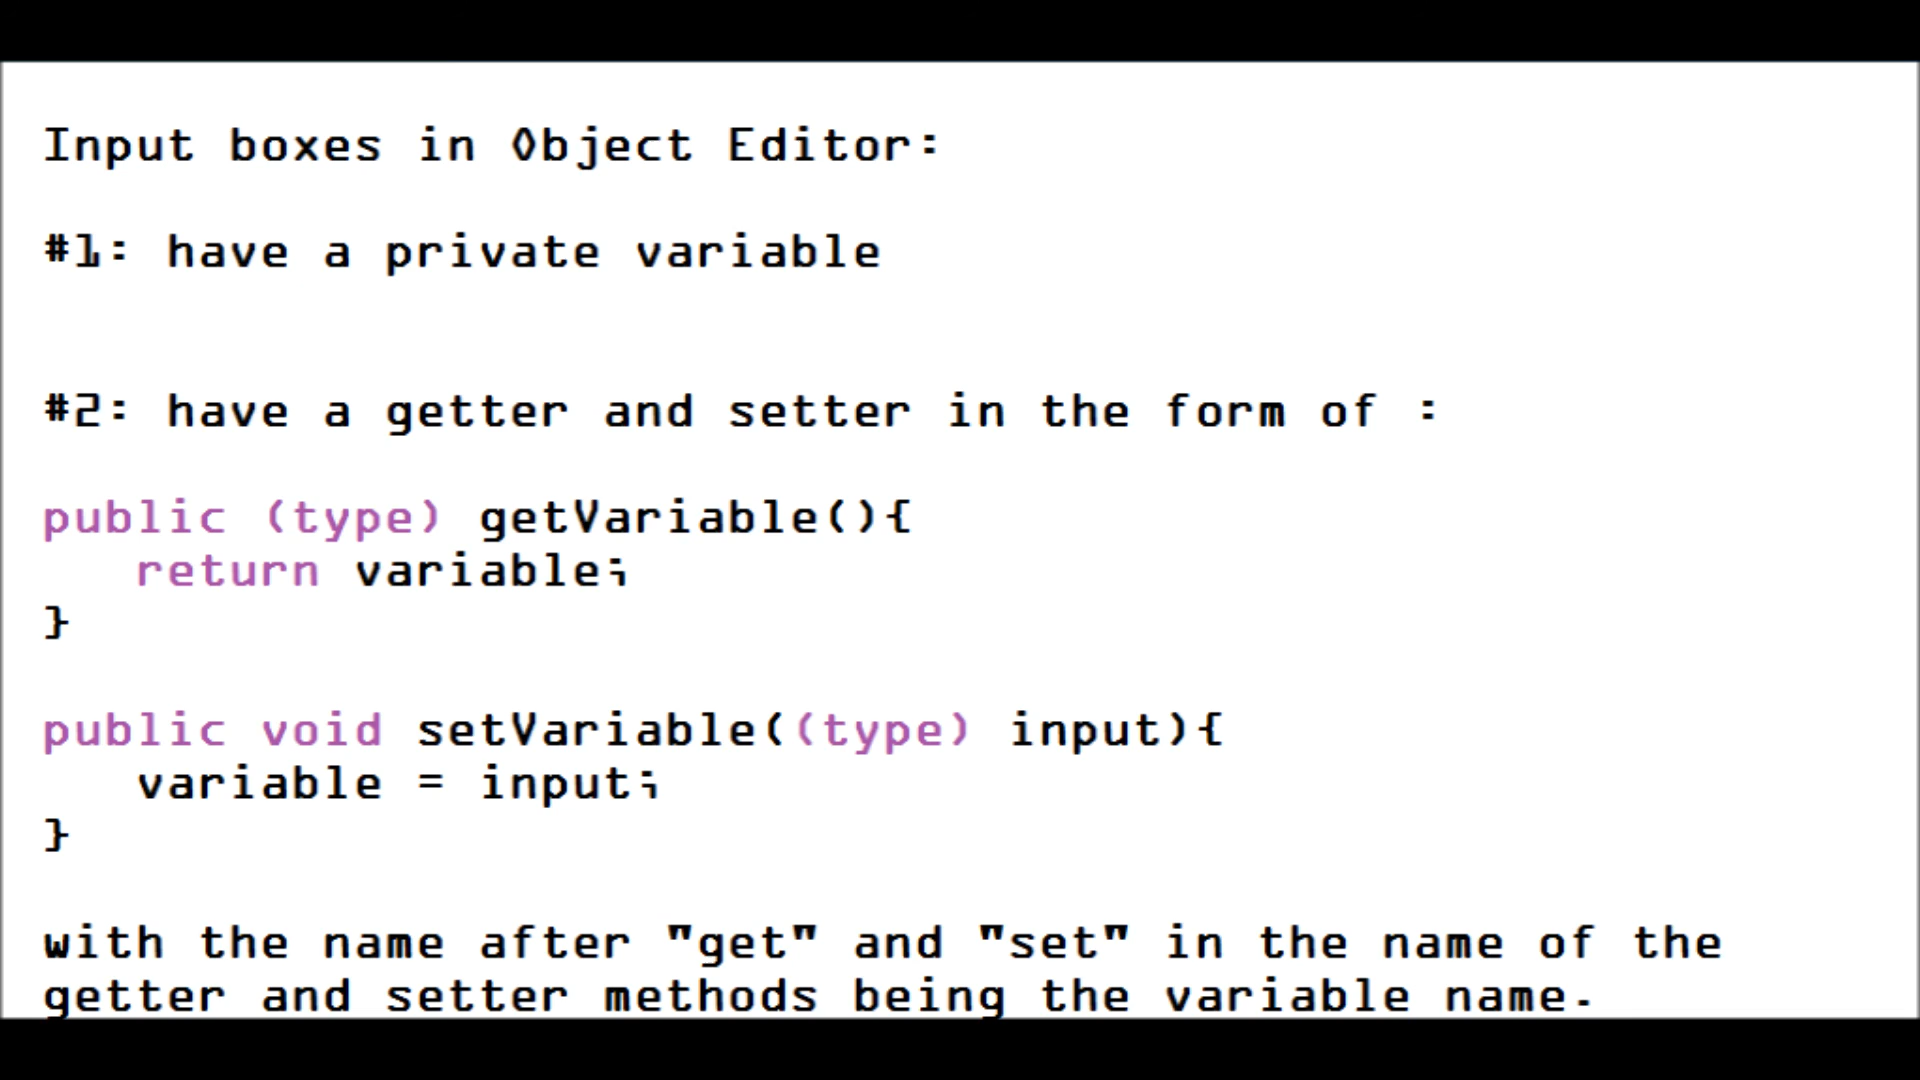 Input boxes in Object Editor:
#1: have a private variable
#2: have a getter and setter in the form of :
public (type) getVariable(){
return variable;
}
public void setVariable((type) input){
variable = input;
}
with the name after "get" and "set" in the name of the
getter and setter methods being the variable name.